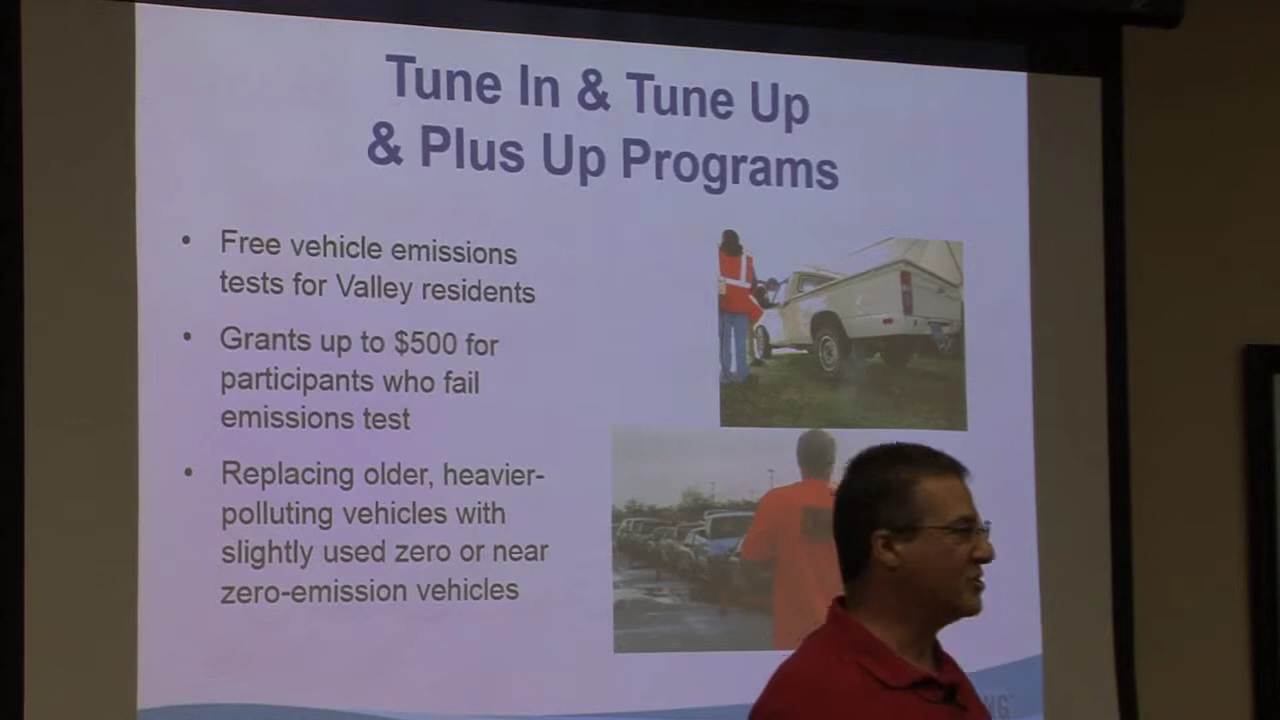 Tune In & Tune Up
& Plus Up Programs
• Free vehicle emissions
tests for Valley residents
• Grants up to $500 for
participants who fail
emissions test
• Replacing older, heavier-
polluting vehicles with
slightly used zero or near
zero-emission vehicles